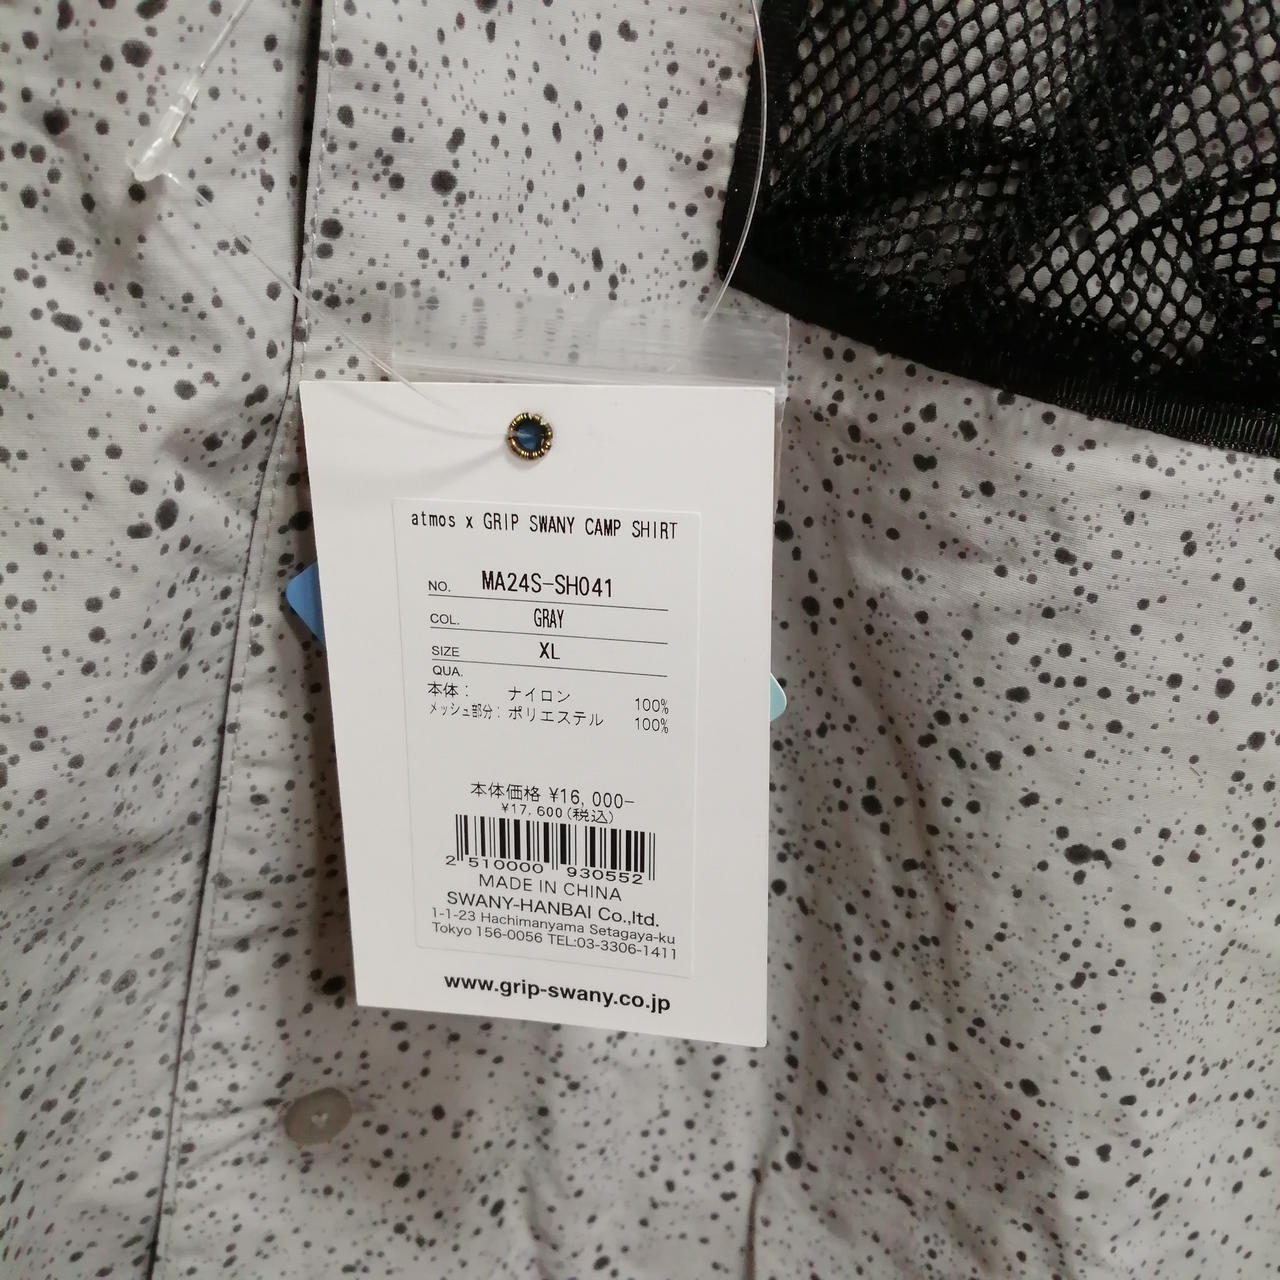 atmos x GRIP SWANY CAMP SHIRT
NO. MA24S-SH041
COL. GRAY
SIZE XL
QUA.
本体： ナイロン 100%
メッシュ部分：ポリエステル 100%
本体価格 ¥16,000-
¥17,600(税込)
2 510000 930552
MADE IN CHINA
SWANY-HANBAI Co.,ltd.
1-1-23 Hachimanyama Setagaya-ku
Tokyo 156-0056 TEL:03-3306-1411
www.grip-swany.co.jp